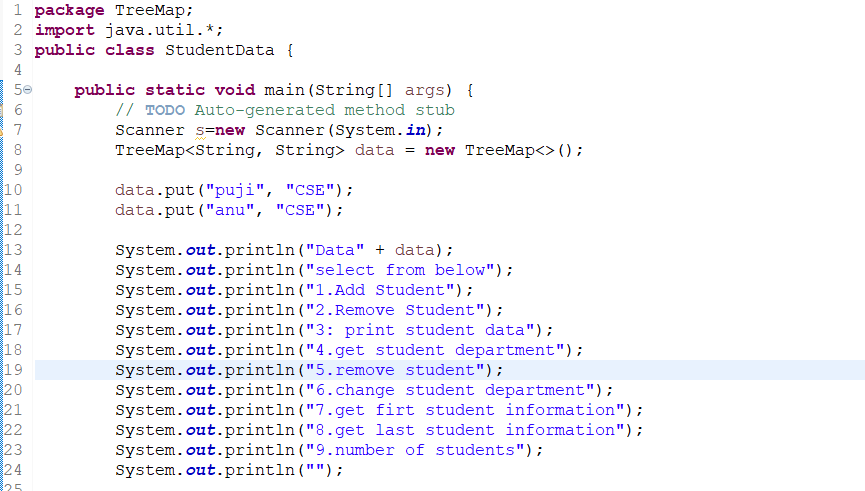 1 package TreeMap;
2 import java.util.*;
3 public class StudentData {
4
5 public static void main(String[] args) {
6 // TODO Auto-generated method stub
7 Scanner s=new Scanner(System.in);
8 TreeMap<String, String> data = new TreeMap<>();
9
10 data.put("puji", "CSE");
11 data.put("anu", "CSE");
12
13 System.out.println("Data" + data);
14 System.out.println("select from below");
15 System.out.println("1.Add Student");
16 System.out.println("2.Remove Student");
17 System.out.println("3: print student data");
18 System.out.println("4.get student department");
19 System.out.println("5.remove student");
20 System.out.println("6.change student department");
21 System.out.println("7.get firt student information");
22 System.out.println("8.get last student information");
23 System.out.println("9.number of students");
24 System.out.println("");
25